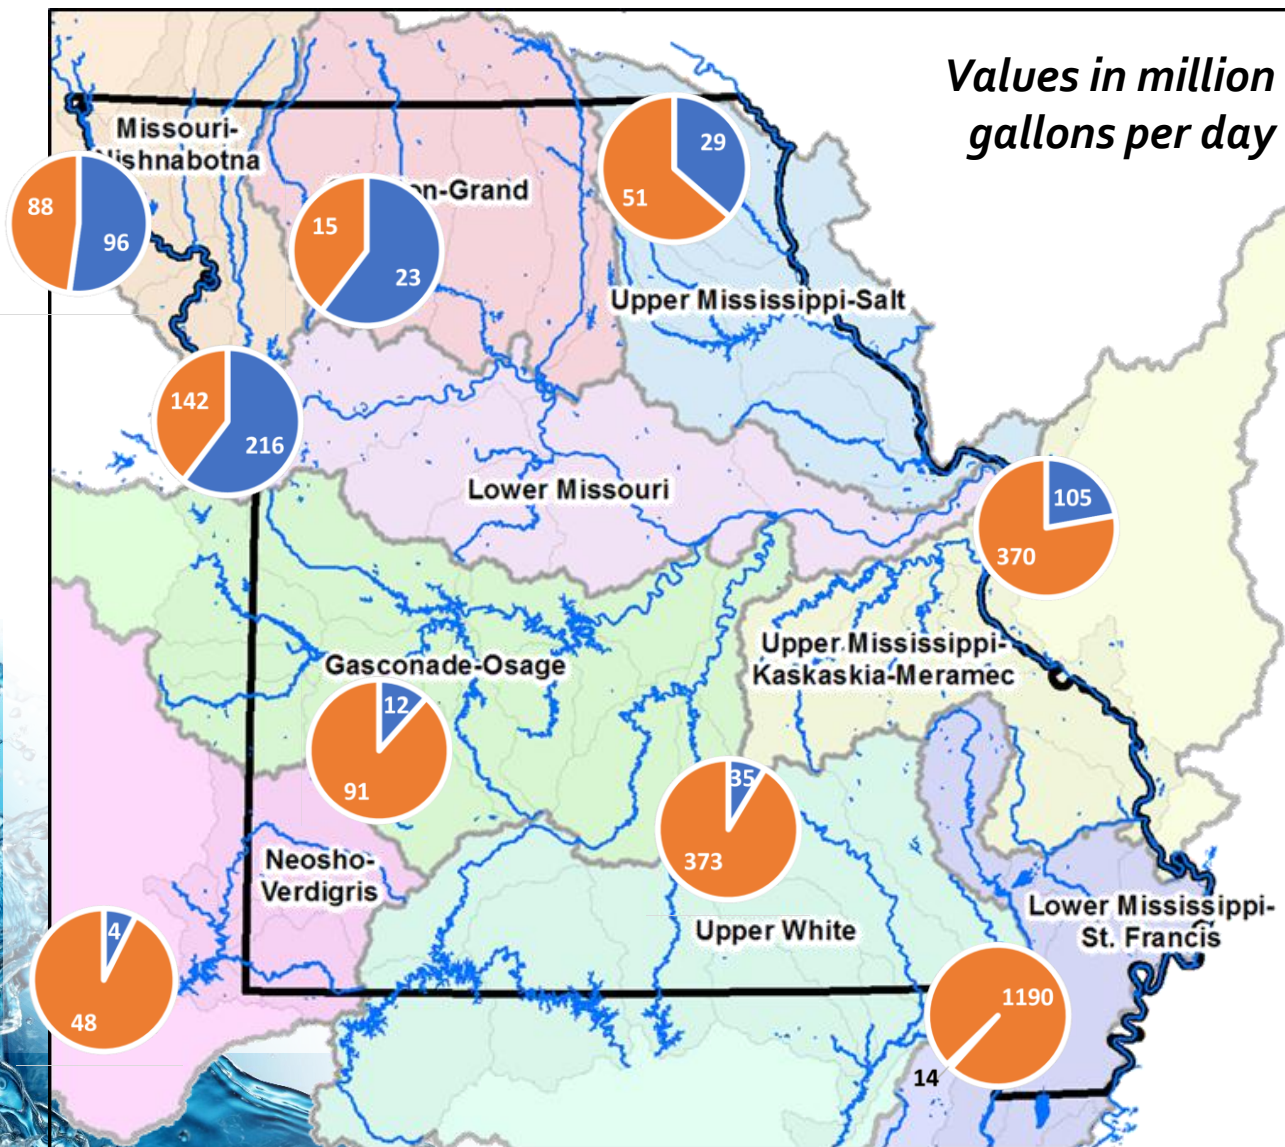 Values in million
gallons per day
Missouri-
Nishnabotna
88
96
on-Grand
15
23
29
51
Upper Mississippi-Salt
142
216
Lower Missouri
105
370
Upper Mississippi-
Kaskaskia-Meramec
Gasconade-Osage
12
91
35
373
Neosho-
Verdigris
Upper White
Lower Mississippi-
St. Francis
4
48
1190
14